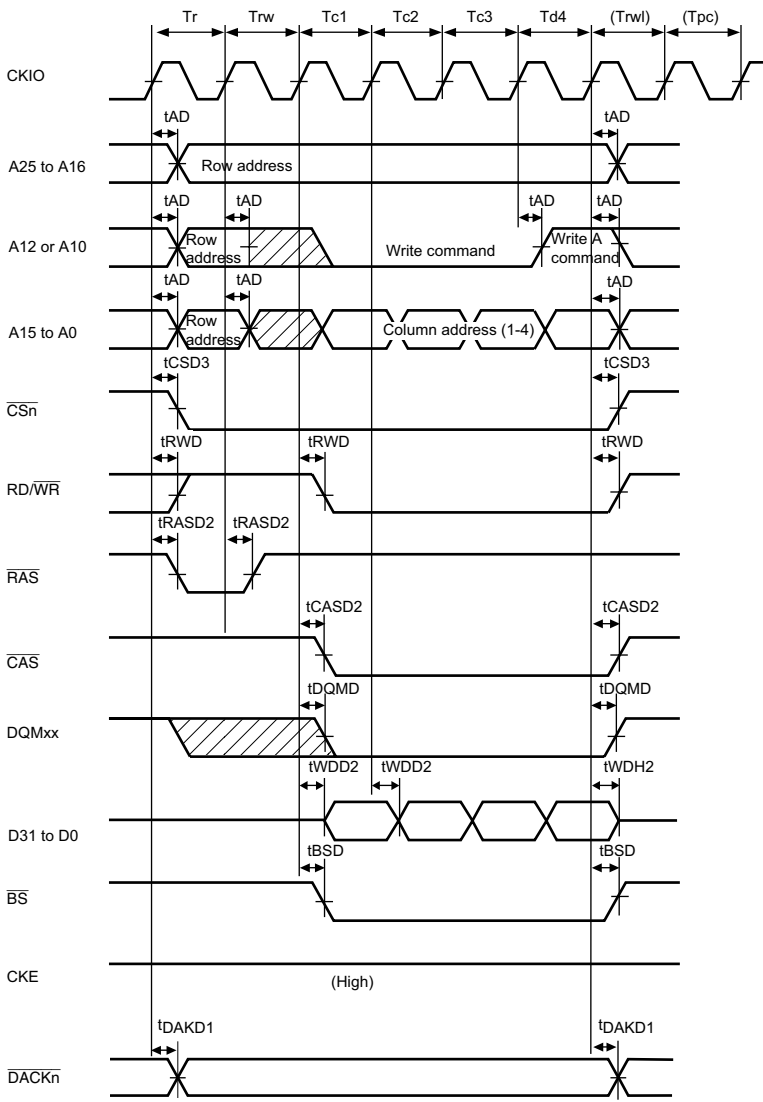 Tr Trw Tc1 Tc2 Tc3 Td4 (Trwl) (Tpc)
CKIO
tAD tAD
A25 to A16 Row address
tAD tAD tAD tAD
A12 or A10 Row address Write command Write A command
tAD tAD tAD
A15 to A0 Row address Column address (1-4)
tCSD3 tCSD3
CSn
tRWD tRWD tRWD
RD/WR
tRASD2 tRASD2
RAS
tCASD2 tCASD2
CAS
tDQMD tDQMD
DQMxx
tWDD2 tWDD2 tWDH2
D31 to D0
tBSD tBSD
BS
CKE
(High)
tDAKD1 tDAKD1
DACKn